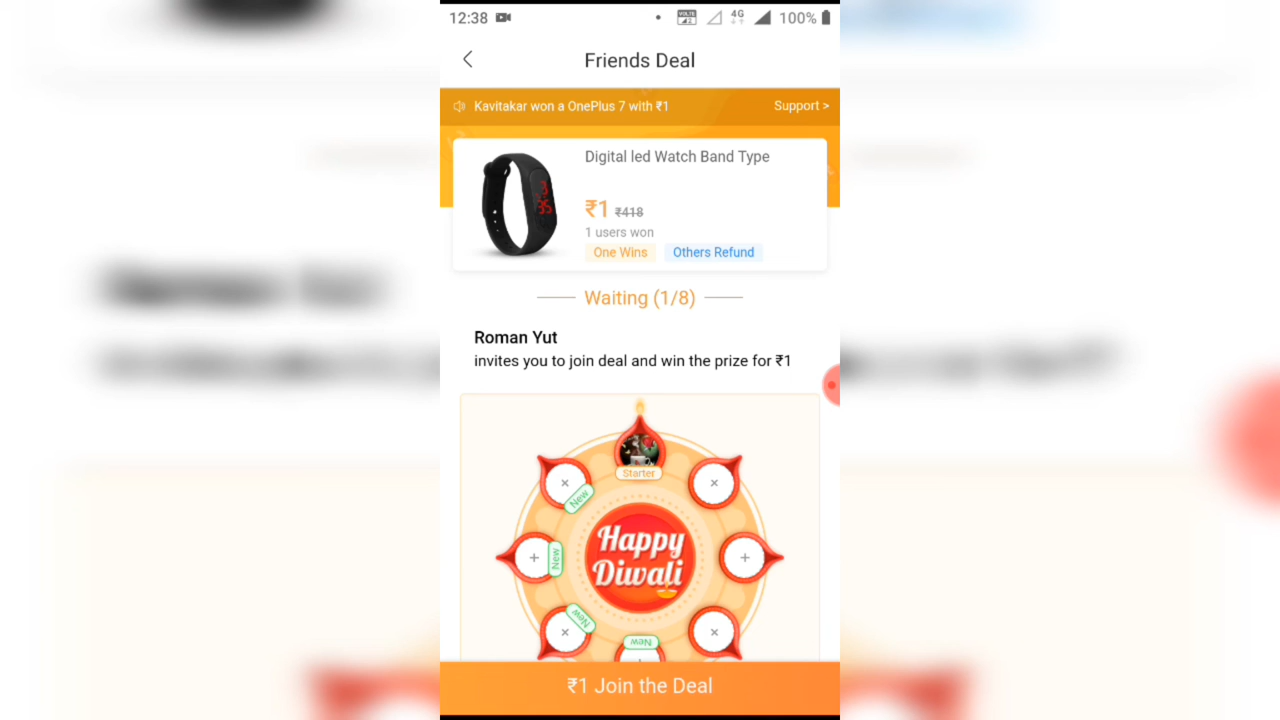 12:38
4G
100%
Friends Deal
Kavitakar won a OnePlus 7 with ₹1
Support >
Digital led Watch Band Type
₹1 ₹418
1 users won
One Wins Others Refund
Waiting (1/8)
Roman Yut
invites you to join deal and win the prize for ₹1
Starter
New
New
New
New
Happy
Diwali
₹1 Join the Deal